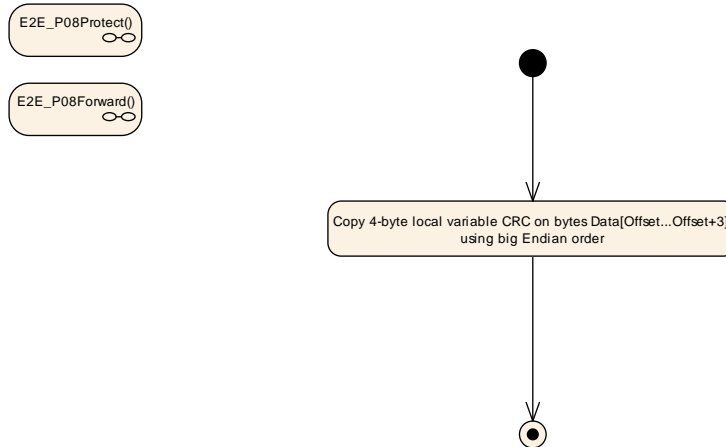 E2E_P08Protect()
E2E_P08Forward()
Copy 4-byte local variable CRC on bytes Data[Offset...Offset+3]
using big Endian order